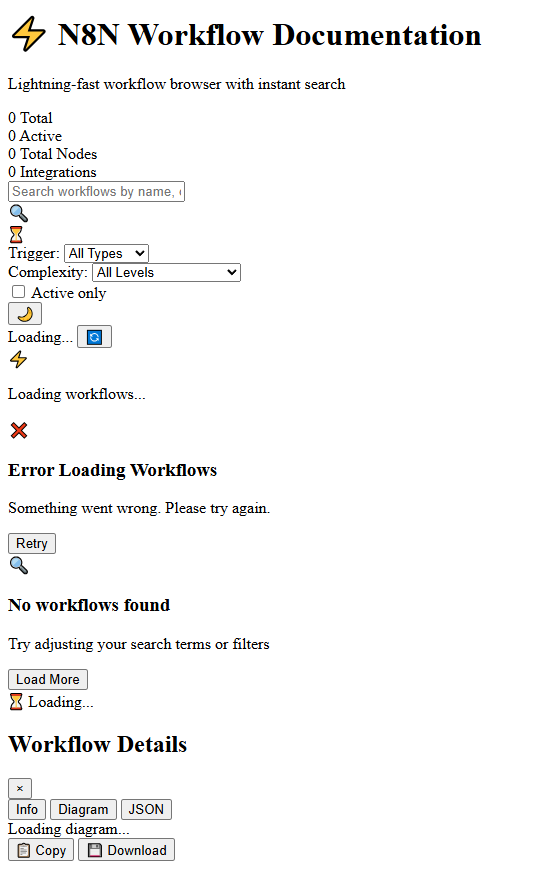 ⚡ N8N Workflow Documentation
Lightning-fast workflow browser with instant search
0 Total
0 Active
0 Total Nodes
0 Integrations
Search workflows by name,
🔍
⏳
Trigger: All Types
Complexity: All Levels
Active only
🌙
Loading... 🔄
⚡
Loading workflows...
❌
Error Loading Workflows
Something went wrong. Please try again.
Retry
🔍
No workflows found
Try adjusting your search terms or filters
Load More
⏳ Loading...
Workflow Details
×
Info Diagram JSON
Loading diagram...
📋 Copy 💾 Download